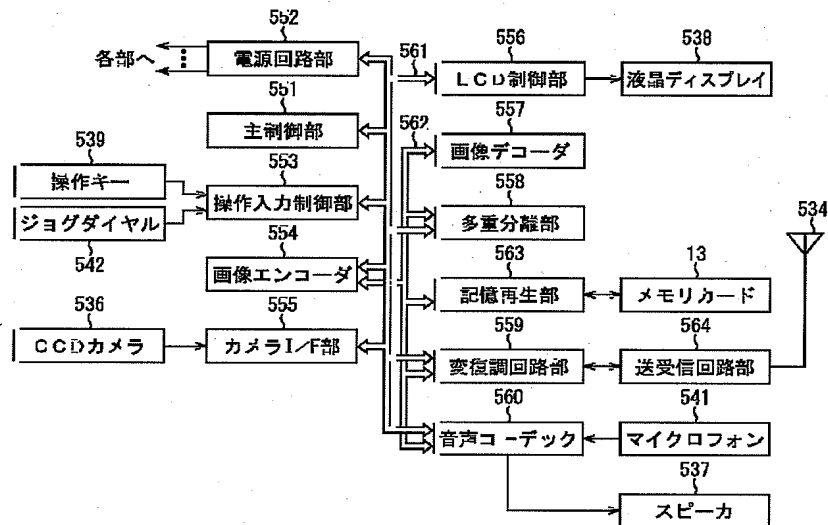 552
各部へ
電源回路部
561
556
LCD制御部
538
液晶ディスプレイ
551
主制御部
562
557
画像デコーダ
539
操作キー
553
操作入力制御部
ジョグダイヤル
542
558
多重分離部
534
554
画像エンコーダ
563
記憶再生部
13
メモリカード
536
CCDカメラ
555
カメラI/F部
559
変復調回路部
564
送受信回路部
560
音声コーデック
541
マイクロフォン
537
スピーカ